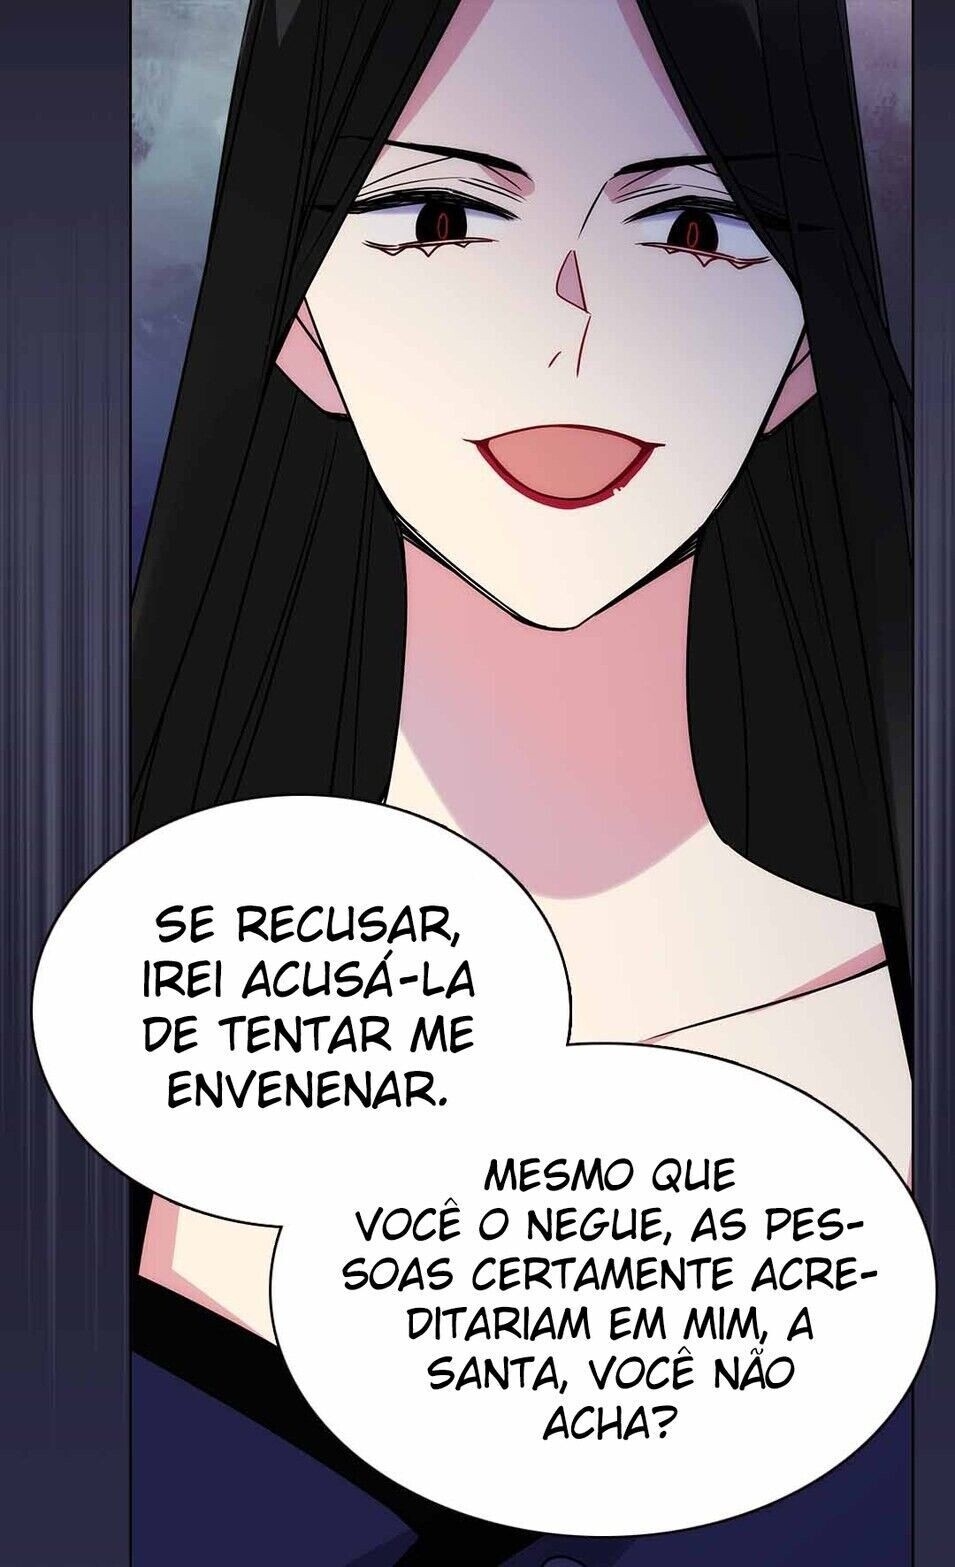 SE RECUSAR,
IREI ACUSÁ-LA
DE TENTAR ME
ENVENENAR.
MESMO QUE
VOCÊ O NEGUE, AS PES-
SOAS CERTAMENTE ACRE-
DITARIAM EM MIM, A
SANTA, VOCÊ NÃO
ACHA?